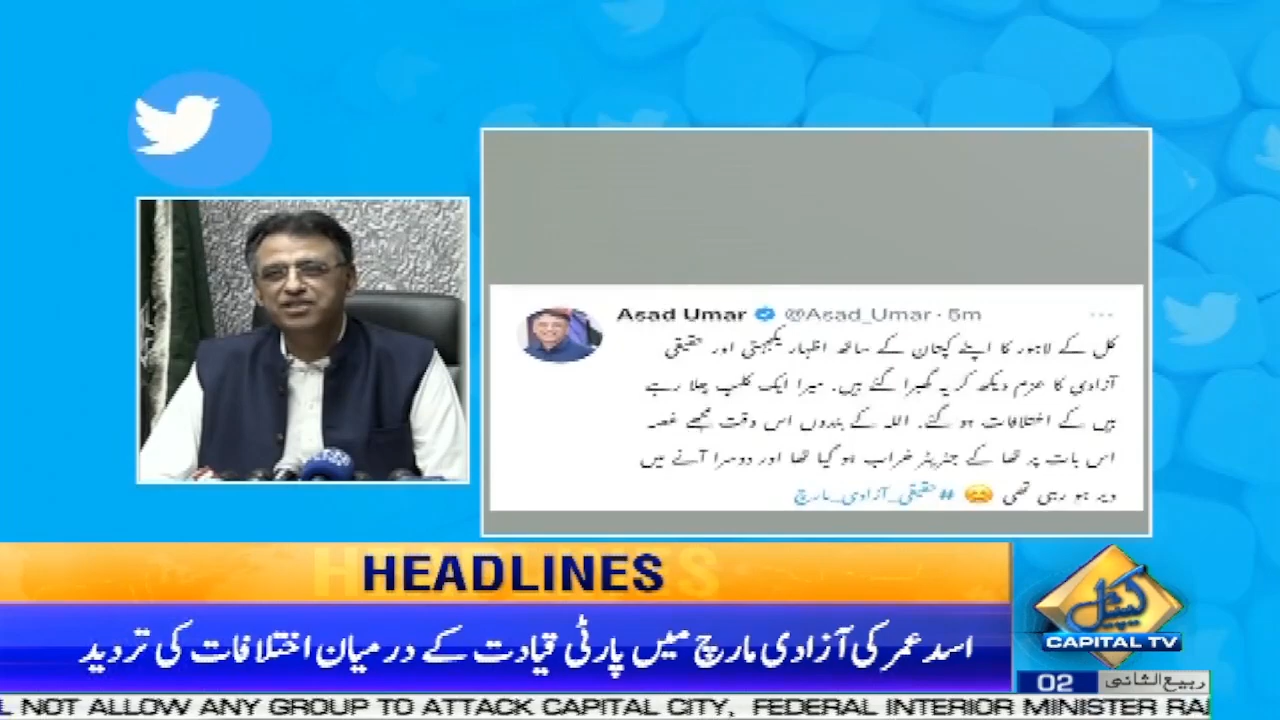 Asad Umar @Asad_Umar · 5m
کل کے لاہور کا اپنے کپتان کے ساتھ اظہار یکجہتی اور حقیقی
آزادی کا عزم دیکھ کر یہ گھبرا گئے ہیں. میرا ایک کلپ چلا رہے
ہیں کے اختلافات ہو گئے. اللہ کے بندوں اس وقت مجھے غصہ
اس بات پر تھا کے جنریٹر خراب ہو گیا تھا اور دوسرا آنے میں
دیر ہو رہی تھی 😊 #حقیقی_آزادی_مارچ
HEADLINES
اسد عمر کی آزادی مارچ میں پارٹی قیادت کے درمیان اختلافات کی تردید
کیپیٹل
CAPITAL TV
02 ربیع الثانی
NOT ALLOW ANY GROUP TO ATTACK CAPITAL CITY, FEDERAL INTERIOR MINISTER